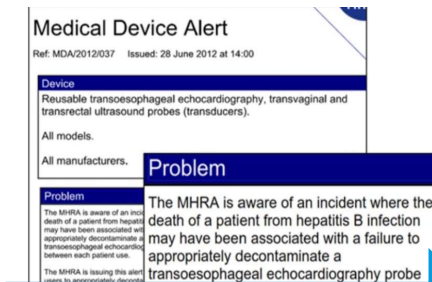 Medical Device Alert
Ref: MDA/2012/037 Issued: 28 June 2012 at 14:00
Device
Reusable transoesophageal echocardiography, transvaginal and
transrectal ultrasound probes (transducers).
All models.
All manufacturers.
Problem
The MHRA is aware of an inci
death of a patient from hepatiti
may have been associated wit
appropriately decontaminate a
transoesophageal echocardiog
between each patient use.
The MHRA is issuing this alert
users to appropriately decontc
Problem
The MHRA is aware of an incident where the
death of a patient from hepatitis B infection
may have been associated with a failure to
appropriately decontaminate a
transoesophageal echocardiography probe